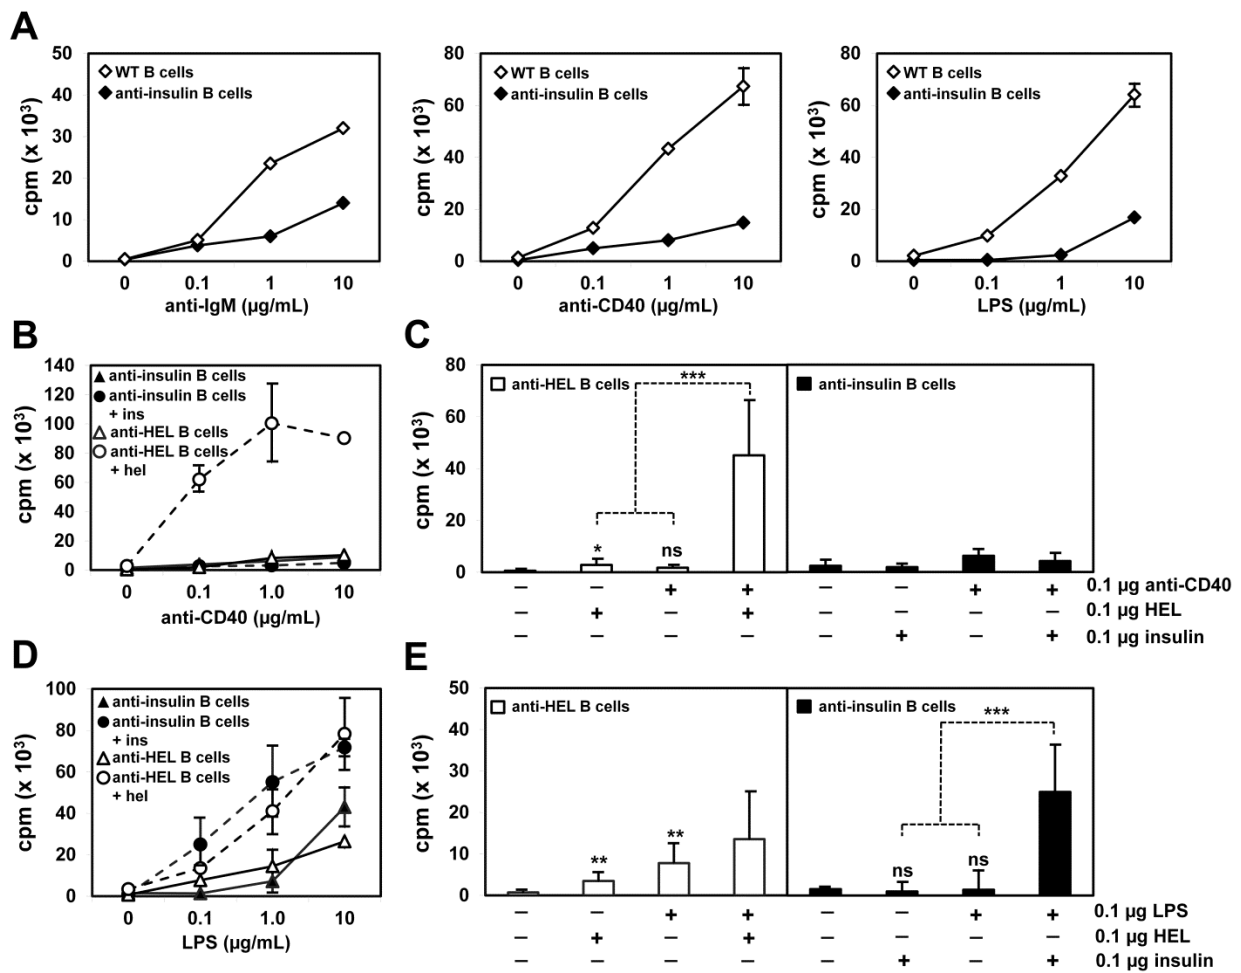 A
50
40
30
20
10
0
cpm (x 10³)
WT B cells
anti-insulin B cells
0 0.1 1 10
anti-IgM (µg/mL)
80
60
40
20
0
cpm (x 10³)
WT B cells
anti-insulin B cells
0 0.1 1 10
anti-CD40 (µg/mL)
80
60
40
20
0
cpm (x 10³)
WT B cells
anti-insulin B cells
0 0.1 1 10
LPS (µg/mL)
B
140
120
100
80
60
40
20
0
cpm (x 10³)
anti-insulin B cells
anti-insulin B cells
+ ins
anti-HEL B cells
anti-HEL B cells
+ hel
0 0.1 1.0 10
anti-CD40 (µg/mL)
C
80
60
40
20
0
cpm (x 10³)
anti-HEL B cells
***
* ns
anti-insulin B cells
– – + + – – + + 0.1 µg anti-CD40
– + – + – – – – 0.1 µg HEL
– – – – – + – + 0.1 µg insulin
D
100
80
60
40
20
0
cpm (x 10³)
anti-insulin B cells
anti-insulin B cells
+ ins
anti-HEL B cells
anti-HEL B cells
+ hel
0 0.1 1.0 10
LPS (µg/mL)
E
50
40
30
20
10
0
cpm (x 10³)
anti-HEL B cells
** **
anti-insulin B cells
***
ns ns
– – + + – – + + 0.1 µg LPS
– + – + – – – – 0.1 µg HEL
– – – – – + – + 0.1 µg insulin